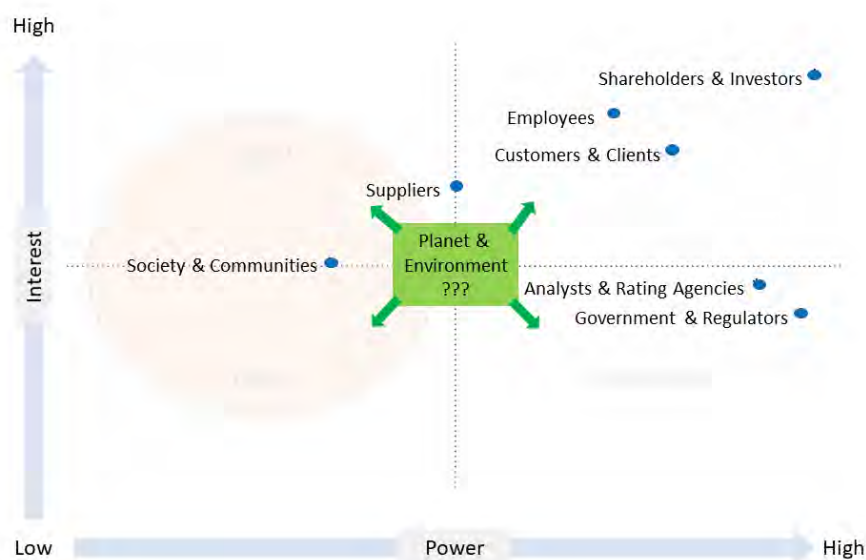 High
Shareholders & Investors
Employees
Customers & Clients
Suppliers
Planet &
Environment
???
Society & Communities
Interest
Analysts & Rating Agencies
Government & Regulators
Low
Power
High